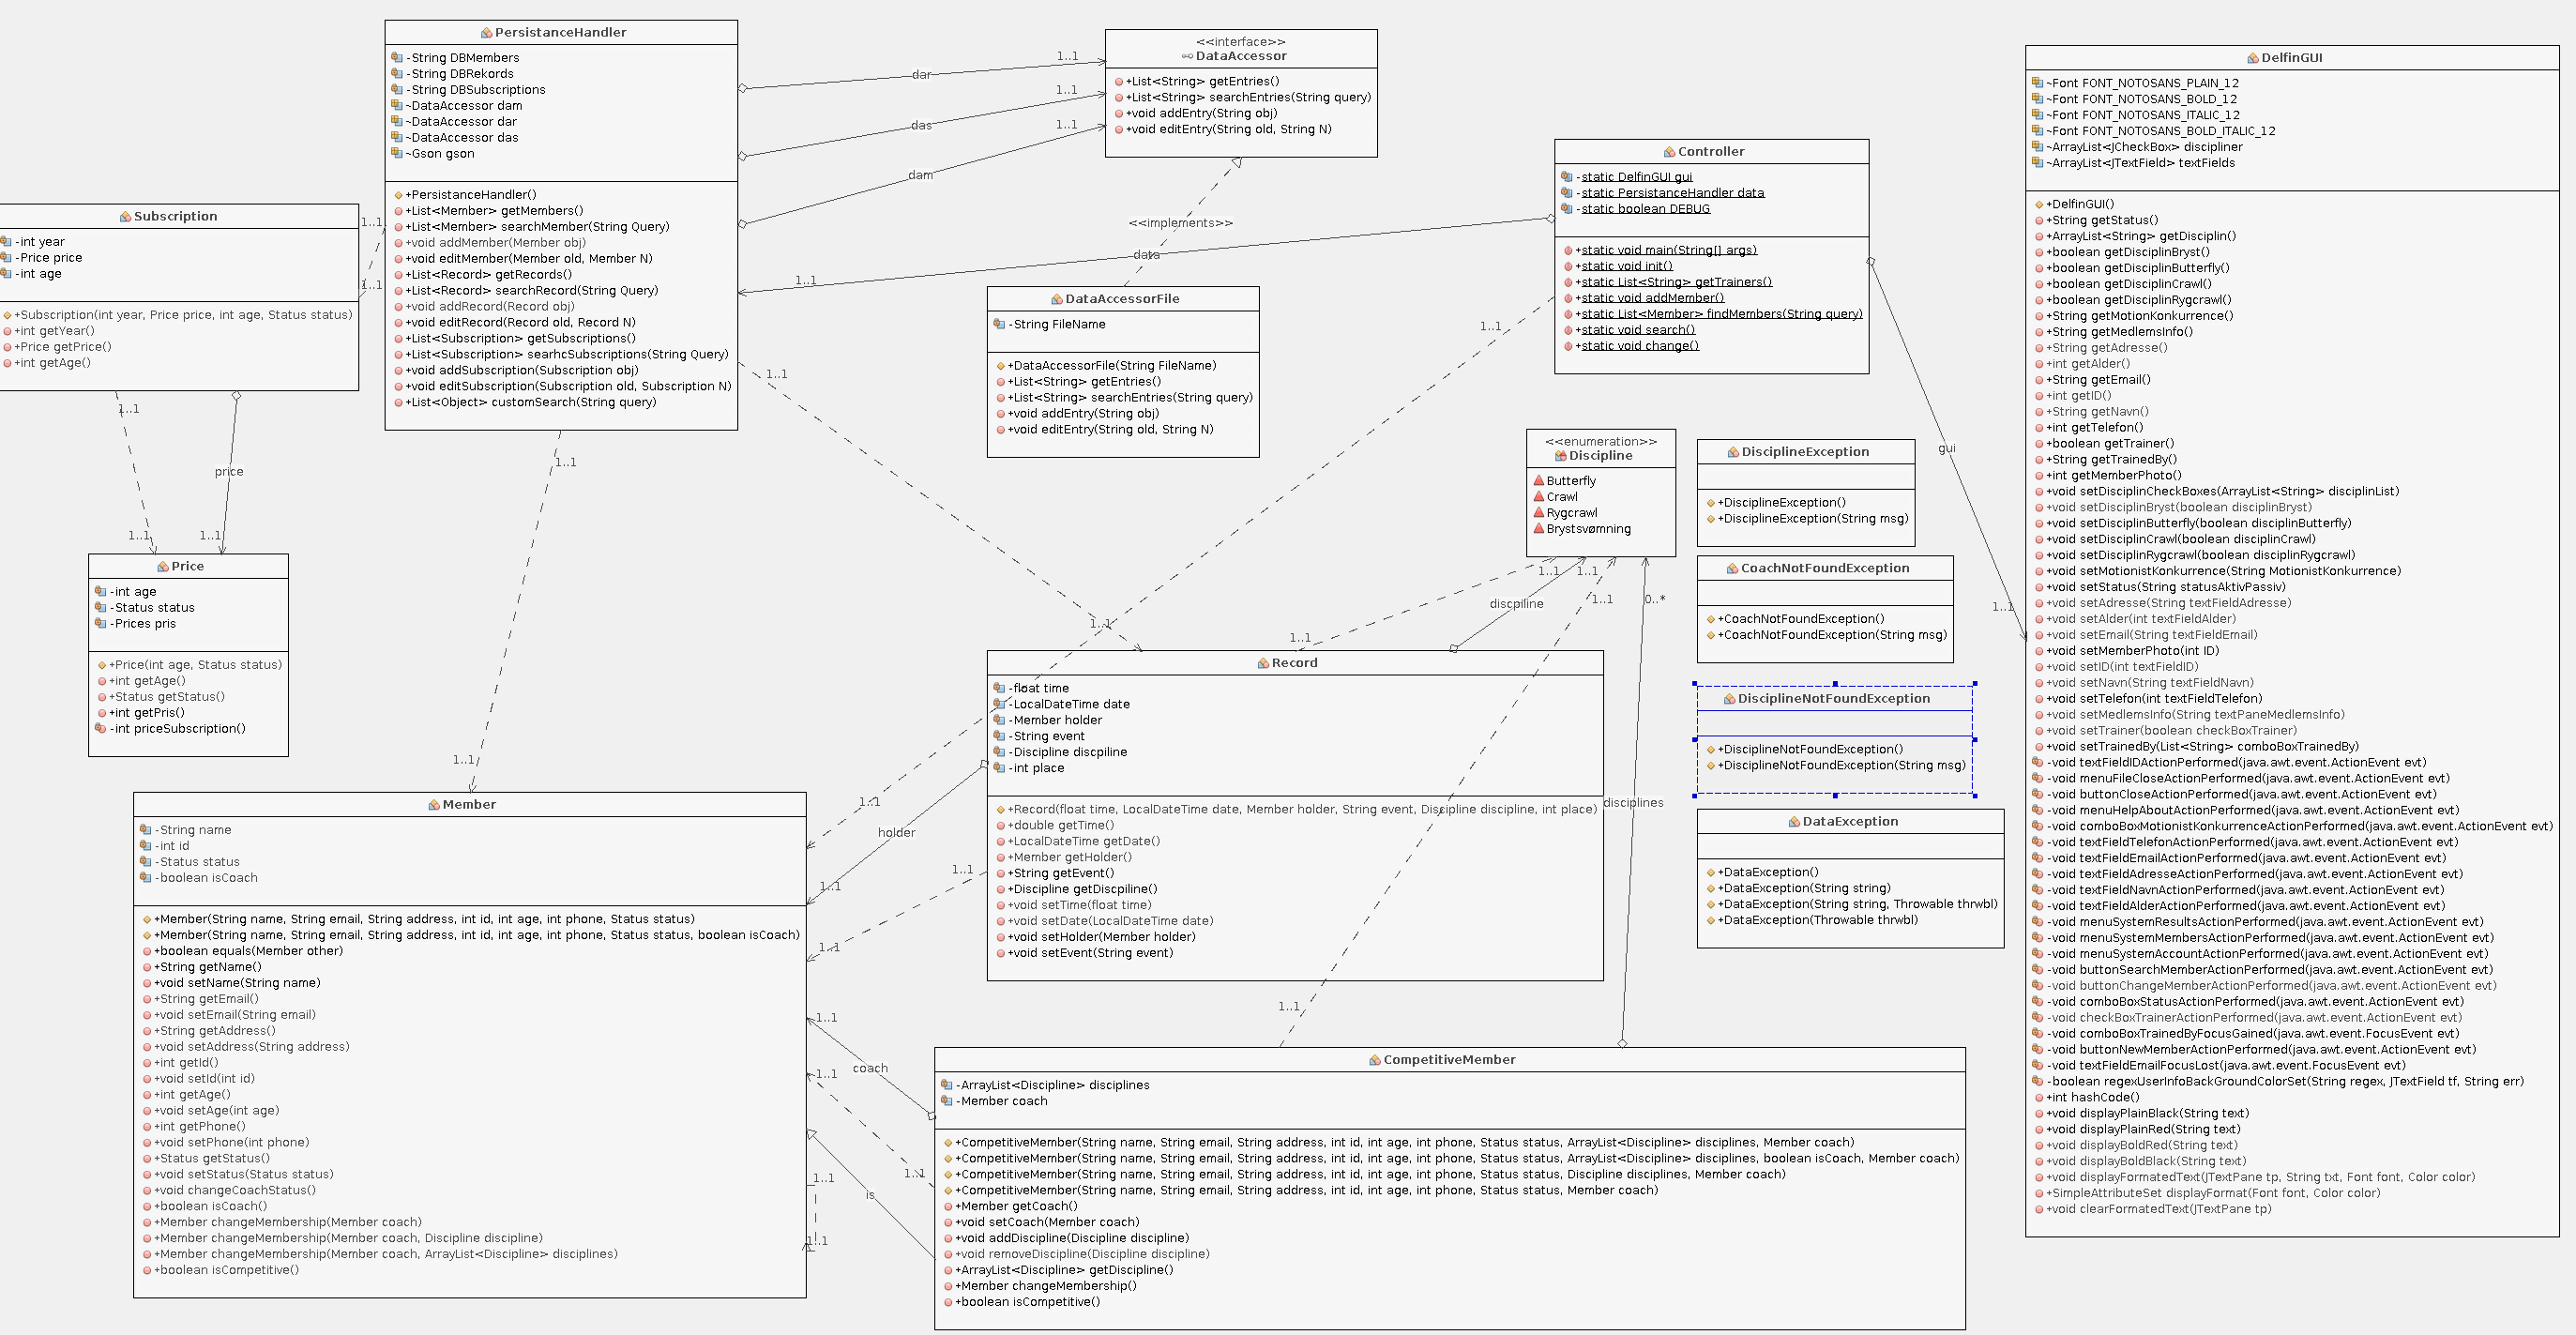 PersistanceHandler
-String DBMembers
-String DBRekords
-String DBSubscriptions
~DataAccessor dam
~DataAccessor dar
~DataAccessor das
~Gson gson
+PersistanceHandler()
+List<Member> getMembers()
+List<Member> searchMember(String Query)
+void addMember(Member obj)
+void editMember(Member old, Member N)
+List<Record> getRecords()
+List<Record> searchRecord(String Query)
+void addRecord(Record obj)
+void editRecord(Record old, Record N)
+List<Subscription> getSubscriptions()
+List<Subscription> searhcSubscriptions(String Query)
+void addSubscription(Subscription obj)
+void editSubscription(Subscription old, Subscription N)
+List<Object> customSearch(String query)
dar
1..1
das
1..1
dam
1..1
<<interface>>
DataAccessor
+List<String> getEntries()
+List<String> searchEntries(String query)
+void addEntry(String obj)
+void editEntry(String old, String N)
<<implements>>
data
1..1
Subscription
-int year
-Price price
-int age
+Subscription(int year, Price price, int age, Status status)
+int getYear()
+Price getPrice()
+int getAge()
1..1
1..1
1..1
1..1
price
1..1
Price
-int age
-Status status
-Prices pris
+Price(int age, Status status)
+int getAge()
+Status getStatus()
+int getPris()
-int priceSubscription()
DataAccessorFile
-String FileName
+DataAccessorFile(String FileName)
+List<String> getEntries()
+List<String> searchEntries(String query)
+void addEntry(String obj)
+void editEntry(String old, String N)
Controller
-static DelfinGUI gui
-static PersistanceHandler data
-static boolean DEBUG
+static void main(String[] args)
+static void init()
+static List<String> getTrainers()
+static void addMember()
+static List<Member> findMembers(String query)
+static void search()
+static void change()
1..1
1..1
1..1
1..1
1..1
1..1
gui
1..1
<<enumeration>>
Discipline
Butterfly
Crawl
Rygcrawl
Brystsvømning
1..1
1..1
discpiline
1..1
1..1
0..*
disciplines
1..1
DisciplineException
+DisciplineException()
+DisciplineException(String msg)
CoachNotFoundException
+CoachNotFoundException()
+CoachNotFoundException(String msg)
DisciplineNotFoundException
+DisciplineNotFoundException()
+DisciplineNotFoundException(String msg)
DataException
+DataException()
+DataException(String string)
+DataException(String string, Throwable thrwbl)
+DataException(Throwable thrwbl)
Record
-float time
-LocalDateTime date
-Member holder
-String event
-Discipline discpiline
-int place
+Record(float time, LocalDateTime date, Member holder, String event, Discipline discipline, int place)
+double getTime()
+LocalDateTime getDate()
+Member getHolder()
+String getEvent()
+Discipline getDiscpiline()
+void setTime(float time)
+void setDate(LocalDateTime date)
+void setHolder(Member holder)
+void setEvent(String event)
holder
1..1
1..1
1..1
Member
-String name
-int id
-Status status
-boolean isCoach
+Member(String name, String email, String address, int id, int age, int phone, Status status)
+Member(String name, String email, String address, int id, int age, int phone, Status status, boolean isCoach)
+boolean equals(Member other)
+String getName()
+void setName(String name)
+String getEmail()
+void setEmail(String email)
+String getAddress()
+void setAddress(String address)
+int getId()
+void setId(int id)
+int getAge()
+void setAge(int age)
+int getPhone()
+void setPhone(int phone)
+Status getStatus()
+void setStatus(Status status)
+void changeCoachStatus()
+boolean isCoach()
+Member changeMembership(Member coach)
+Member changeMembership(Member coach, Discipline discipline)
+Member changeMembership(Member coach, ArrayList<Discipline> disciplines)
+boolean isCompetitive()
1..1
coach
1..1
1..1
is
1..1
1..1
CompetitiveMember
-ArrayList<Discipline> disciplines
-Member coach
+CompetitiveMember(String name, String email, String address, int id, int age, int phone, Status status, ArrayList<Discipline> disciplines, Member coach)
+CompetitiveMember(String name, String email, String address, int id, int age, int phone, Status status, ArrayList<Discipline> disciplines, boolean isCoach, Member coach)
+CompetitiveMember(String name, String email, String address, int id, int age, int phone, Status status, Discipline disciplines, Member coach)
+CompetitiveMember(String name, String email, String address, int id, int age, int phone, Status status, Member coach)
+Member getCoach()
+void setCoach(Member coach)
+void addDiscipline(Discipline discipline)
+void removeDiscipline(Discipline discipline)
+ArrayList<Discipline> getDiscipline()
+Member changeMembership()
+boolean isCompetitive()
DelfinGUI
~Font FONT_NOTOSANS_PLAIN_12
~Font FONT_NOTOSANS_BOLD_12
~Font FONT_NOTOSANS_ITALIC_12
~Font FONT_NOTOSANS_BOLD_ITALIC_12
~ArrayList<JCheckBox> discipliner
~ArrayList<JTextField> textFields
+DelfinGUI()
+String getStatus()
+ArrayList<String> getDisciplin()
+boolean getDisciplinBryst()
+boolean getDisciplinButterfly()
+boolean getDisciplinCrawl()
+boolean getDisciplinRygcrawl()
+String getMotionKonkurrence()
+String getMedlemsInfo()
+String getAdresse()
+int getAlder()
+String getEmail()
+int getID()
+String getNavn()
+int getTelefon()
+boolean getTrainer()
+String getTrainedBy()
+int getMemberPhoto()
+void setDisciplinCheckBoxes(ArrayList<String> disciplinList)
+void setDisciplinBryst(boolean disciplinBryst)
+void setDisciplinButterfly(boolean disciplinButterfly)
+void setDisciplinCrawl(boolean disciplinCrawl)
+void setDisciplinRygcrawl(boolean disciplinRygcrawl)
+void setMotionistKonkurrence(String MotionistKonkurrence)
+void setStatus(String statusAktivPassiv)
+void setAdresse(String textFieldAdresse)
+void setAlder(int textFieldAlder)
+void setEmail(String textFieldEmail)
+void setMemberPhoto(int ID)
+void setID(int textFieldID)
+void setNavn(String textFieldNavn)
+void setTelefon(int textFieldTelefon)
+void setMedlemsInfo(String textPaneMedlemsInfo)
+void setTrainer(boolean checkBoxTrainer)
+void setTrainedBy(List<String> comboBoxTrainedBy)
-void textFieldIDActionPerformed(java.awt.event.ActionEvent evt)
-void menuFileCloseActionPerformed(java.awt.event.ActionEvent evt)
-void buttonCloseActionPerformed(java.awt.event.ActionEvent evt)
-void menuHelpAboutActionPerformed(java.awt.event.ActionEvent evt)
-void comboBoxMotionistKonkurrenceActionPerformed(java.awt.event.ActionEvent evt)
-void textFieldTelefonActionPerformed(java.awt.event.ActionEvent evt)
-void textFieldEmailActionPerformed(java.awt.event.ActionEvent evt)
-void textFieldAdresseActionPerformed(java.awt.event.ActionEvent evt)
-void textFieldNavnActionPerformed(java.awt.event.ActionEvent evt)
-void textFieldAlderActionPerformed(java.awt.event.ActionEvent evt)
-void menuSystemResultsActionPerformed(java.awt.event.ActionEvent evt)
-void menuSystemMembersActionPerformed(java.awt.event.ActionEvent evt)
-void menuSystemAccountActionPerformed(java.awt.event.ActionEvent evt)
-void buttonSearchMemberActionPerformed(java.awt.event.ActionEvent evt)
-void buttonChangeMemberActionPerformed(java.awt.event.ActionEvent evt)
-void comboBoxStatusActionPerformed(java.awt.event.ActionEvent evt)
-void checkBoxTrainerActionPerformed(java.awt.event.ActionEvent evt)
-void comboBoxTrainedByFocusGained(java.awt.event.FocusEvent evt)
-void buttonNewMemberActionPerformed(java.awt.event.ActionEvent evt)
-void textFieldEmailFocusLost(java.awt.event.FocusEvent evt)
-boolean regexUserInfoBackGroundColorSet(String regex, JTextField tf, String err)
+int hashCode()
+void displayPlainBlack(String text)
+void displayPlainRed(String text)
+void displayBoldRed(String text)
+void displayBoldBlack(String text)
+void displayFormatedText(JTextPane tp, String txt, Font font, Color color)
+SimpleAttributeSet displayFormat(Font font, Color color)
+void clearFormatedText(JTextPane tp)